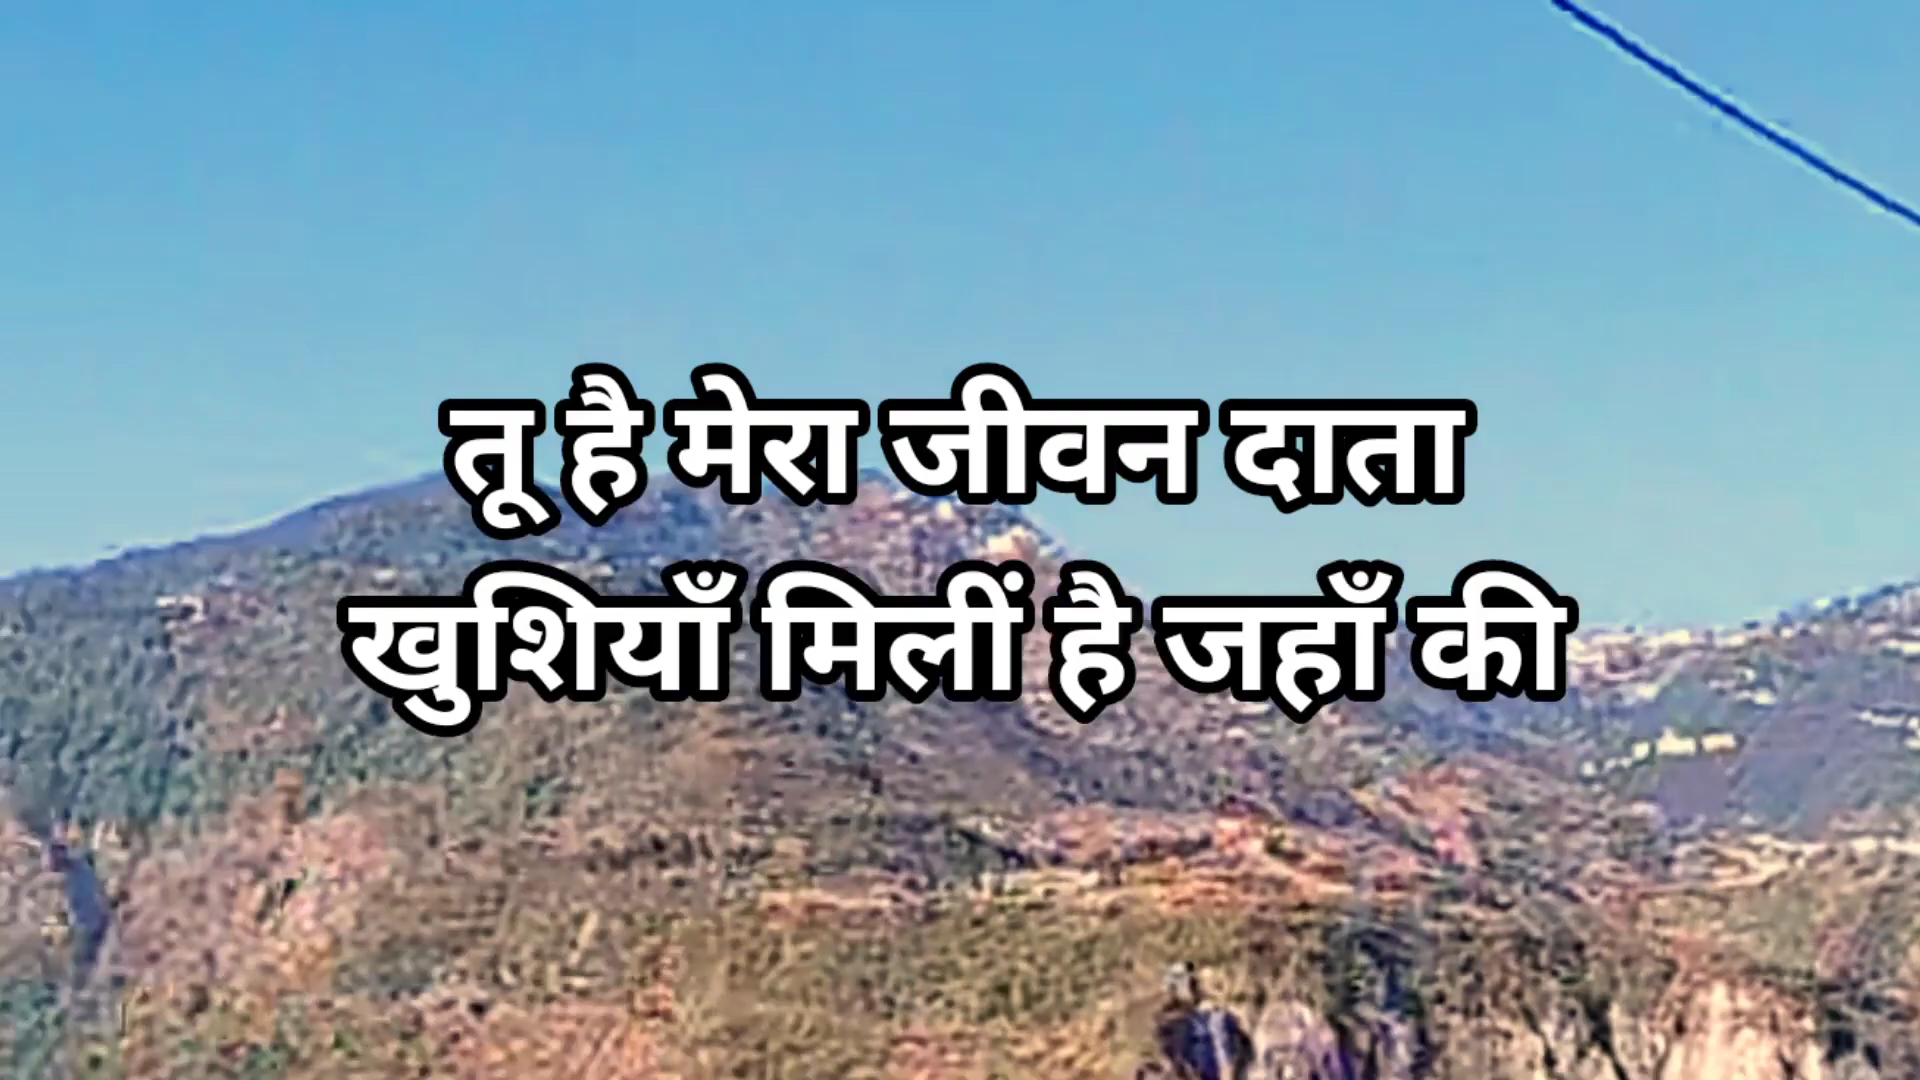 तू है मेरा जीवन दाता
खुशियाँ मिलीं है जहाँ की